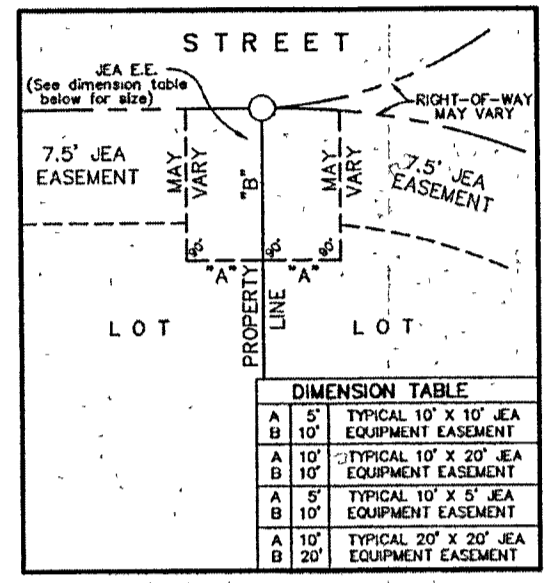 STREET
JEA E.E.
(See dimension table
below for size)
RIGHT-OF-WAY
MAY VARY
7.5' JEA
EASEMENT
MAY
VARY
"B"
MAY
VARY
7.5' JEA
EASEMENT
90°
90°
90°
"A"
"A"
PROPERTY
LINE
LOT
LOT
DIMENSION TABLE
A 5' TYPICAL 10' X 10' JEA
B 10' EQUIPMENT EASEMENT
A 10' TYPICAL 10' X 20' JEA
B 10' EQUIPMENT EASEMENT
A 5' TYPICAL 10' X 5' JEA
B 10' EQUIPMENT EASEMENT
A 10' TYPICAL 20' X 20' JEA
B 20' EQUIPMENT EASEMENT